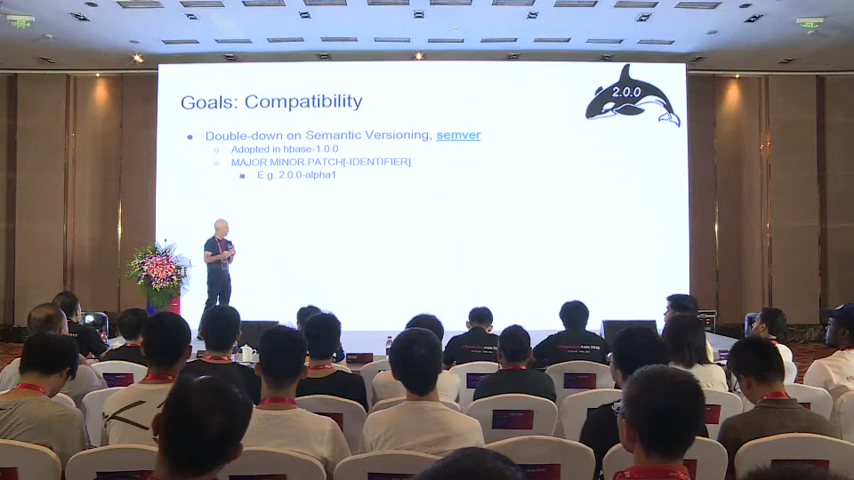 Goals: Compatibility
2.0.0
● Double-down on Semantic Versioning, semver
○ Adopted in hbase-1.0.0
○ MAJOR.MINOR.PATCH[-IDENTIFIER]
■ E.g. 2.0.0-alpha1